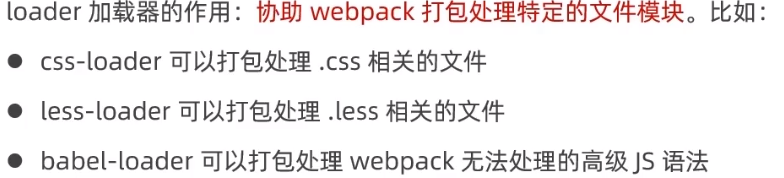 loader 加载器的作用：协助 webpack 打包处理特定的文件模块。比如：
● css-loader 可以打包处理 .css 相关的文件
● less-loader 可以打包处理 .less 相关的文件
● babel-loader 可以打包处理 webpack 无法处理的高级 JS 语法